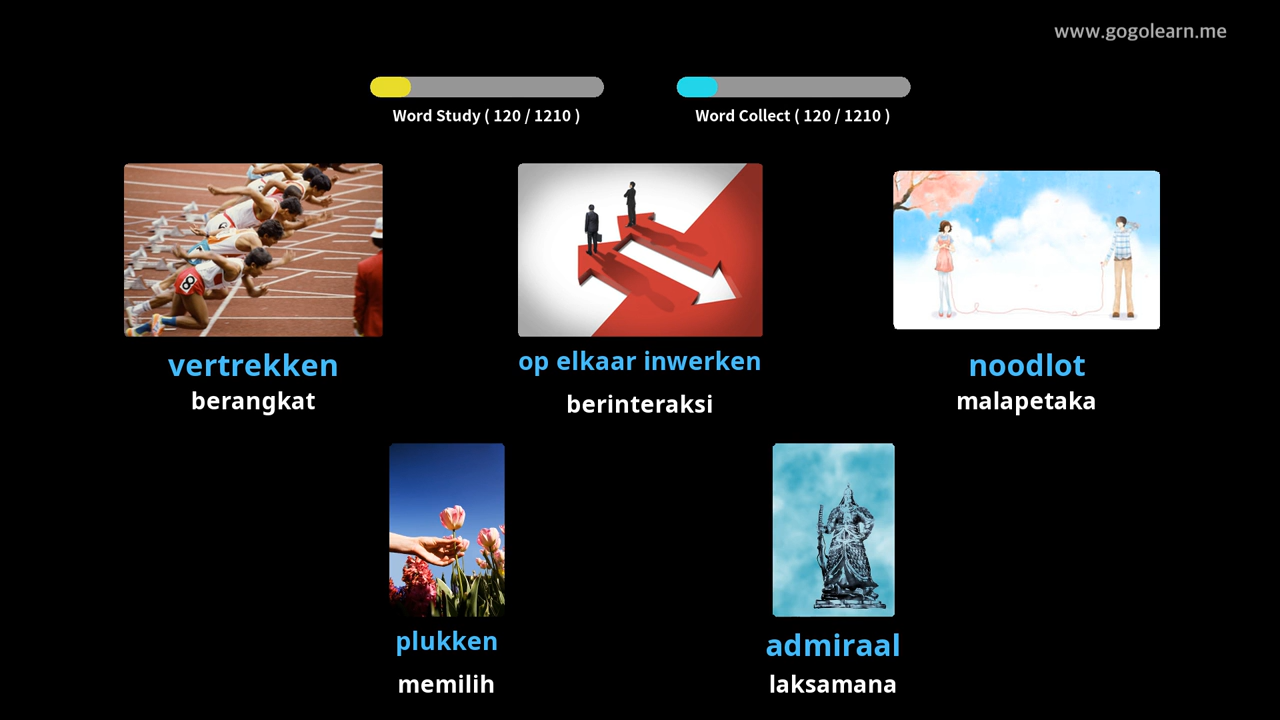 www.gogolearn.me
Word Study ( 120 / 1210 )
Word Collect ( 120 / 1210 )
vertrekken
berangkat
op elkaar inwerken
berinteraksi
noodlot
malapetaka
8
plukken
memilih
admiraal
laksamana